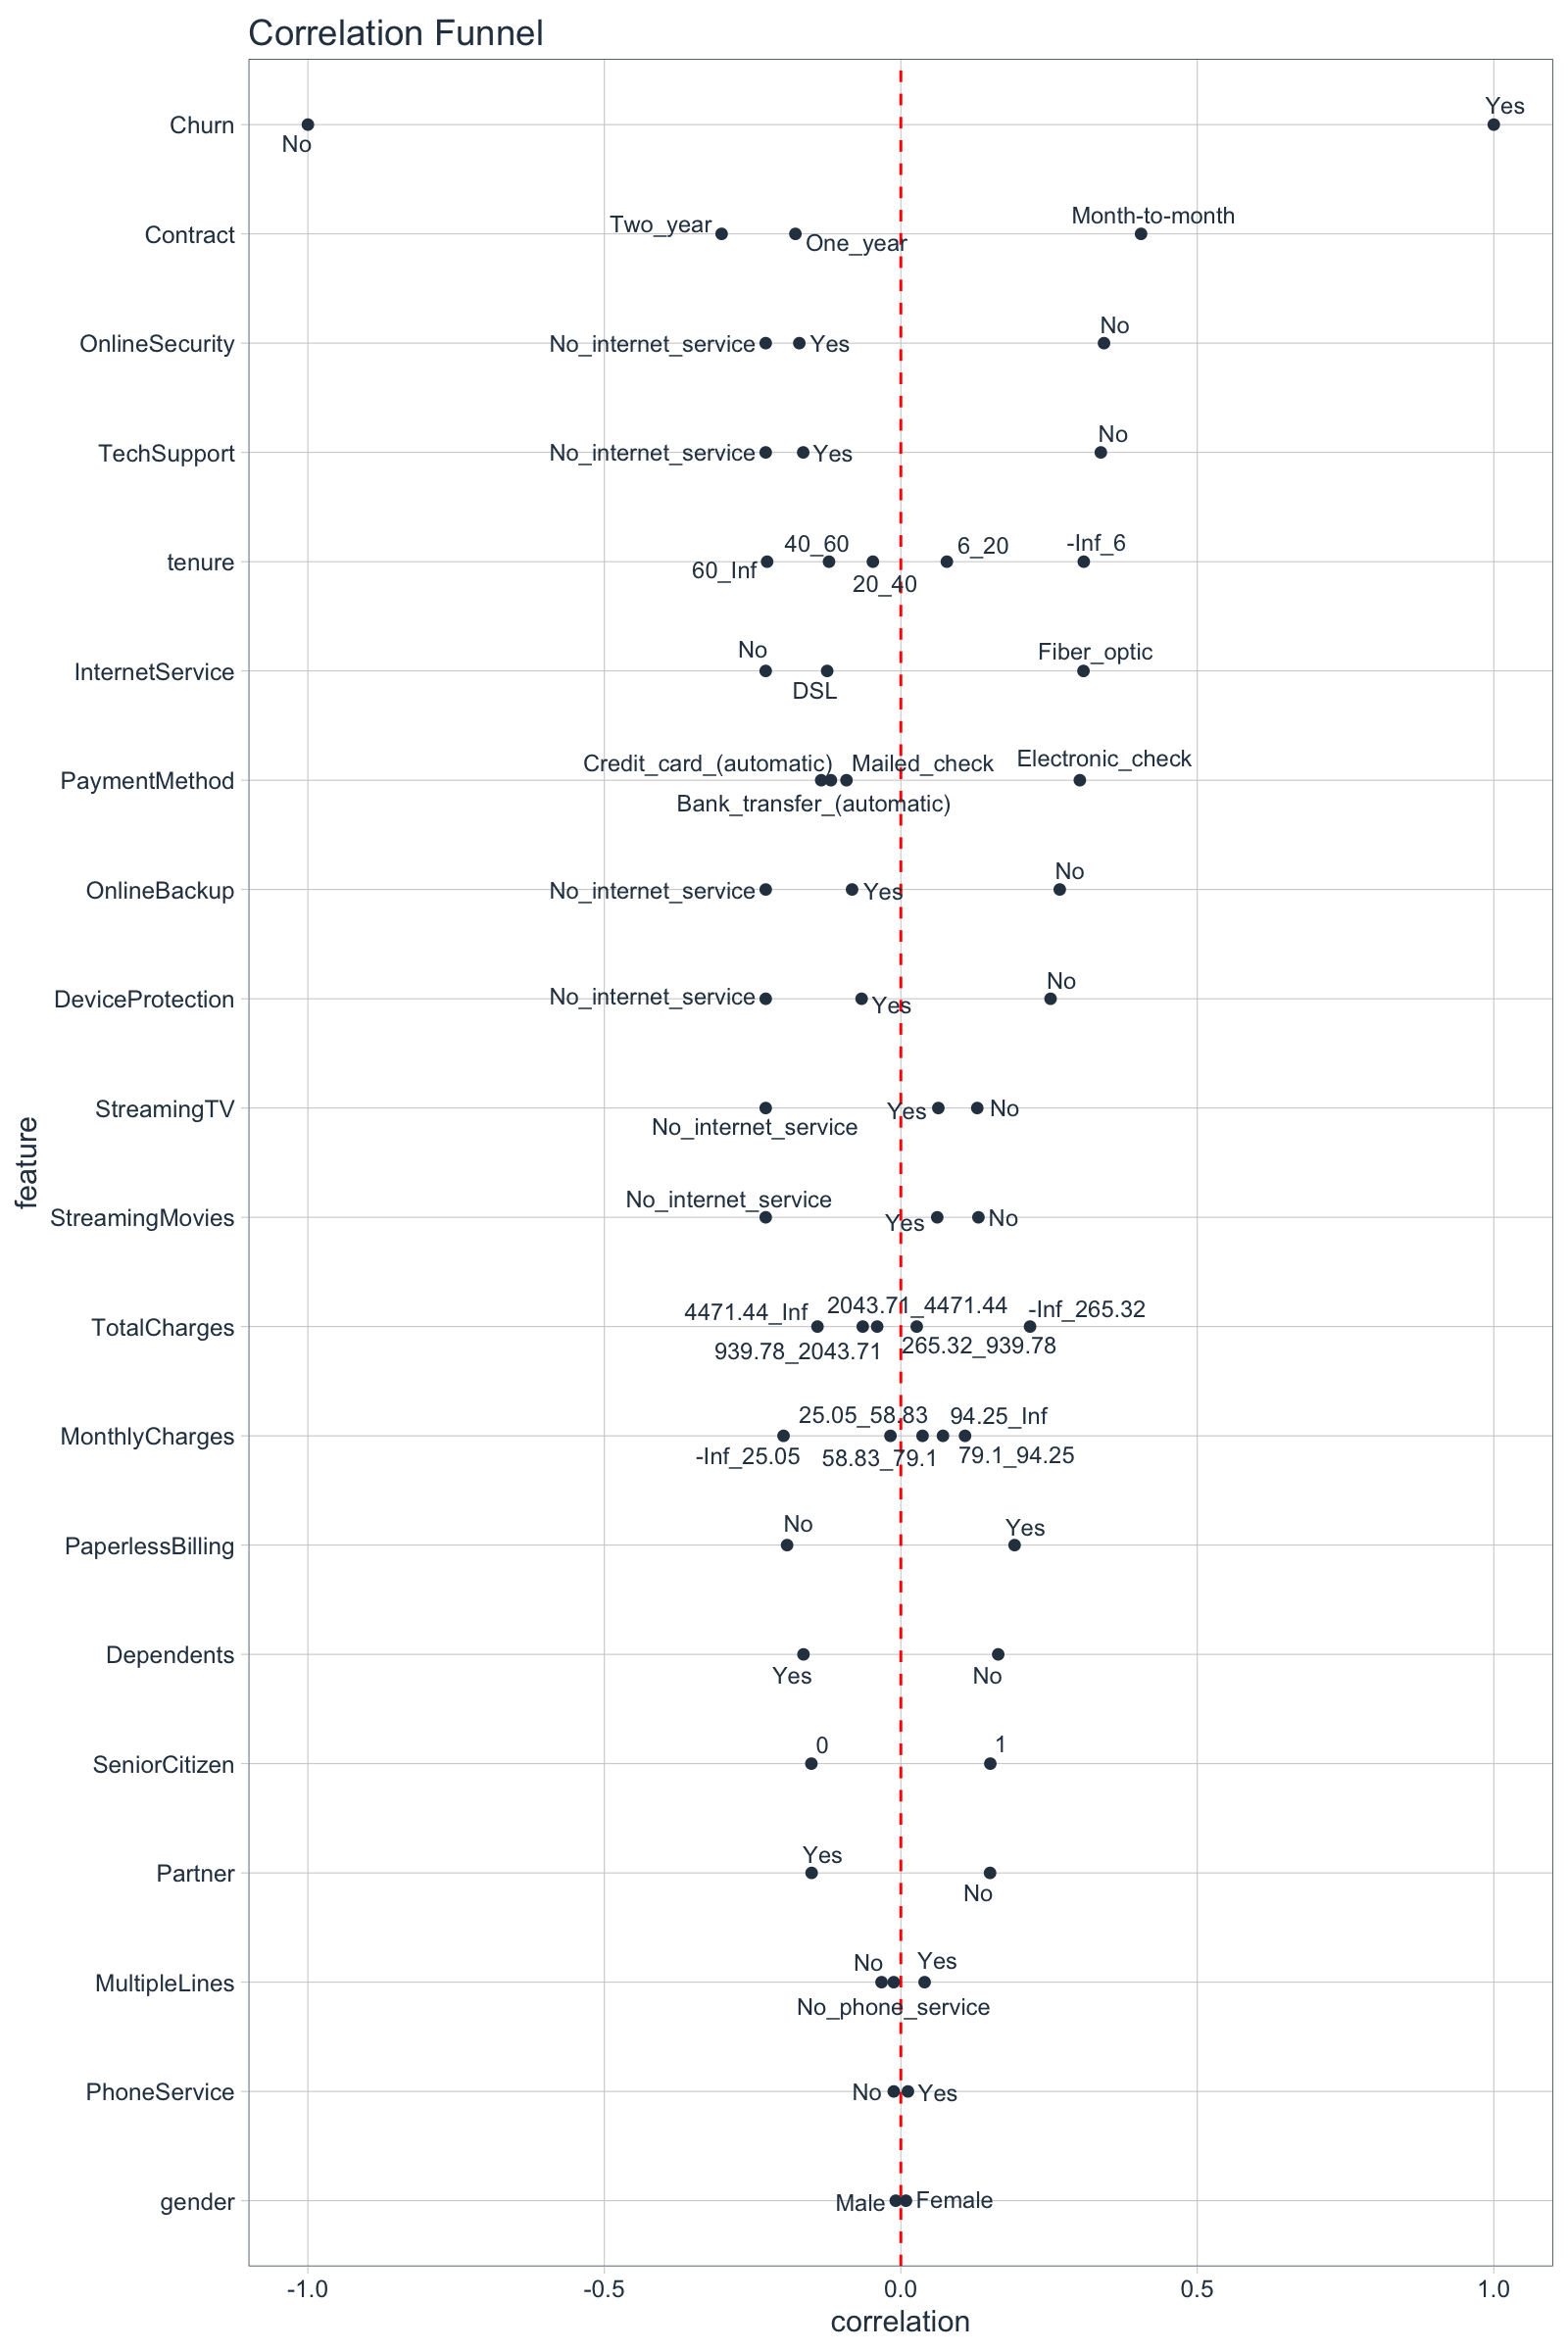 Correlation Funnel
Churn
No
Yes
Contract
Two_year
One_year
Month-to-month
OnlineSecurity
No_internet_service
Yes
No
TechSupport
No_internet_service
Yes
No
tenure
60_Inf
40_60
20_40
6_20
-Inf_6
InternetService
No
DSL
Fiber_optic
PaymentMethod
Credit_card_(automatic)
Bank_transfer_(automatic)
Mailed_check
Electronic_check
OnlineBackup
No_internet_service
Yes
No
DeviceProtection
No_internet_service
Yes
No
StreamingTV
No_internet_service
Yes
No
StreamingMovies
No_internet_service
Yes
No
TotalCharges
4471.44_Inf
939.78_2043.71
2043.71_4471.44
265.32_939.78
-Inf_265.32
MonthlyCharges
-Inf_25.05
25.05_58.83
58.83_79.1
94.25_Inf
79.1_94.25
PaperlessBilling
No
Yes
Dependents
Yes
No
SeniorCitizen
0
1
Partner
Yes
No
MultipleLines
No
No_phone_service
Yes
PhoneService
No
Yes
gender
Male
Female
feature
-1.0
-0.5
0.0
0.5
1.0
correlation